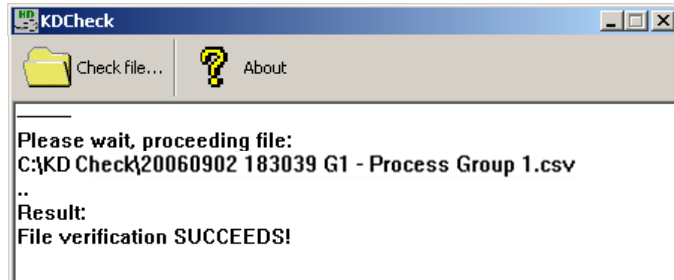 KDCheck
Check file...
About
Please wait, proceeding file:
C:\KD Check\20060902 183039 G1 - Process Group 1.csv
..
Result:
File verification SUCCEEDS!